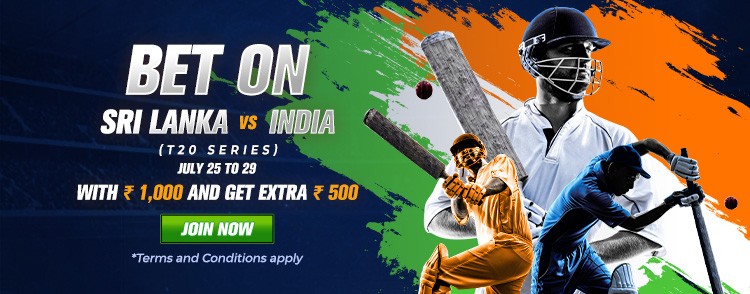 BET ON
SRI LANKA VS INDIA
(T20 SERIES)
JULY 25 TO 29
WITH ₹ 1,000 AND GET EXTRA ₹ 500
JOIN NOW
*Terms and Conditions apply